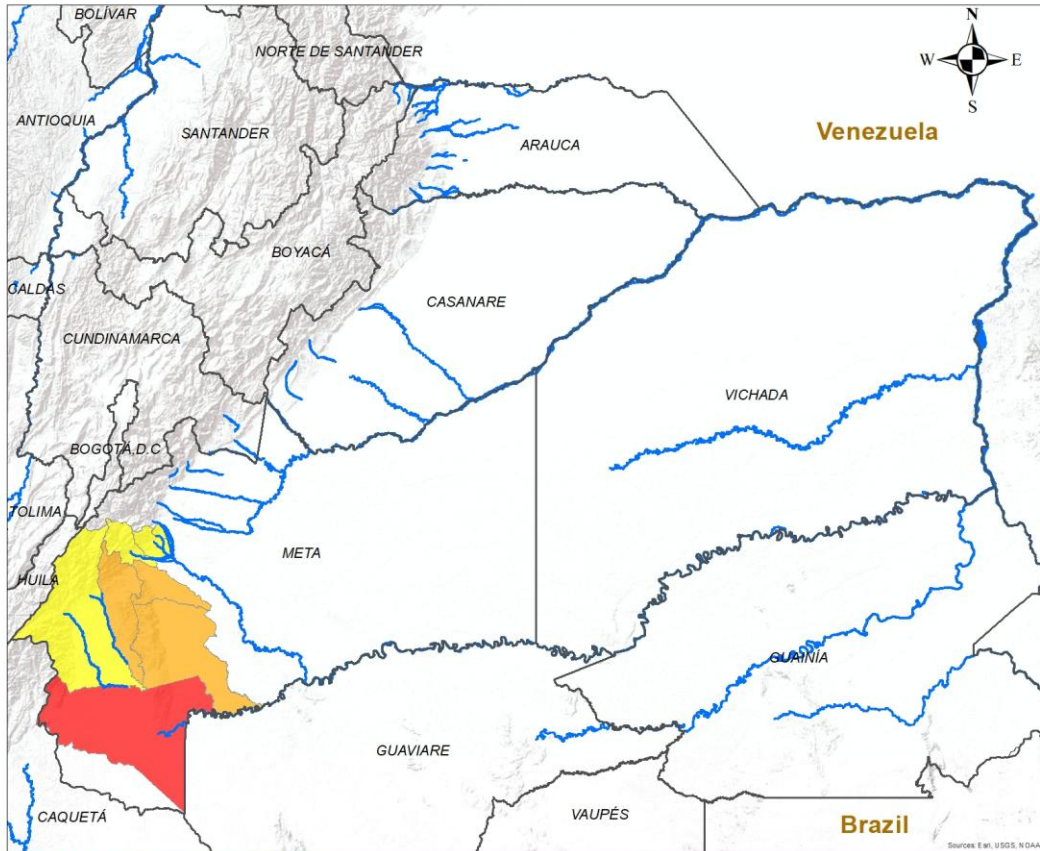 BOLÍVAR
NORTE DE SANTANDER
N
W E
S
ANTIOQUIA
SANTANDER
ARAUCA
Venezuela
BOYACÁ
CALDAS
CASANARE
CUNDINAMARCA
VICHADA
BOGOTÁ.D.C
TOLIMA
META
HUILA
GUAINÍA
GUAVIARE
CAQUETÁ
VAUPÉS
Brazil
Sources: Esri, USGS, NOAA